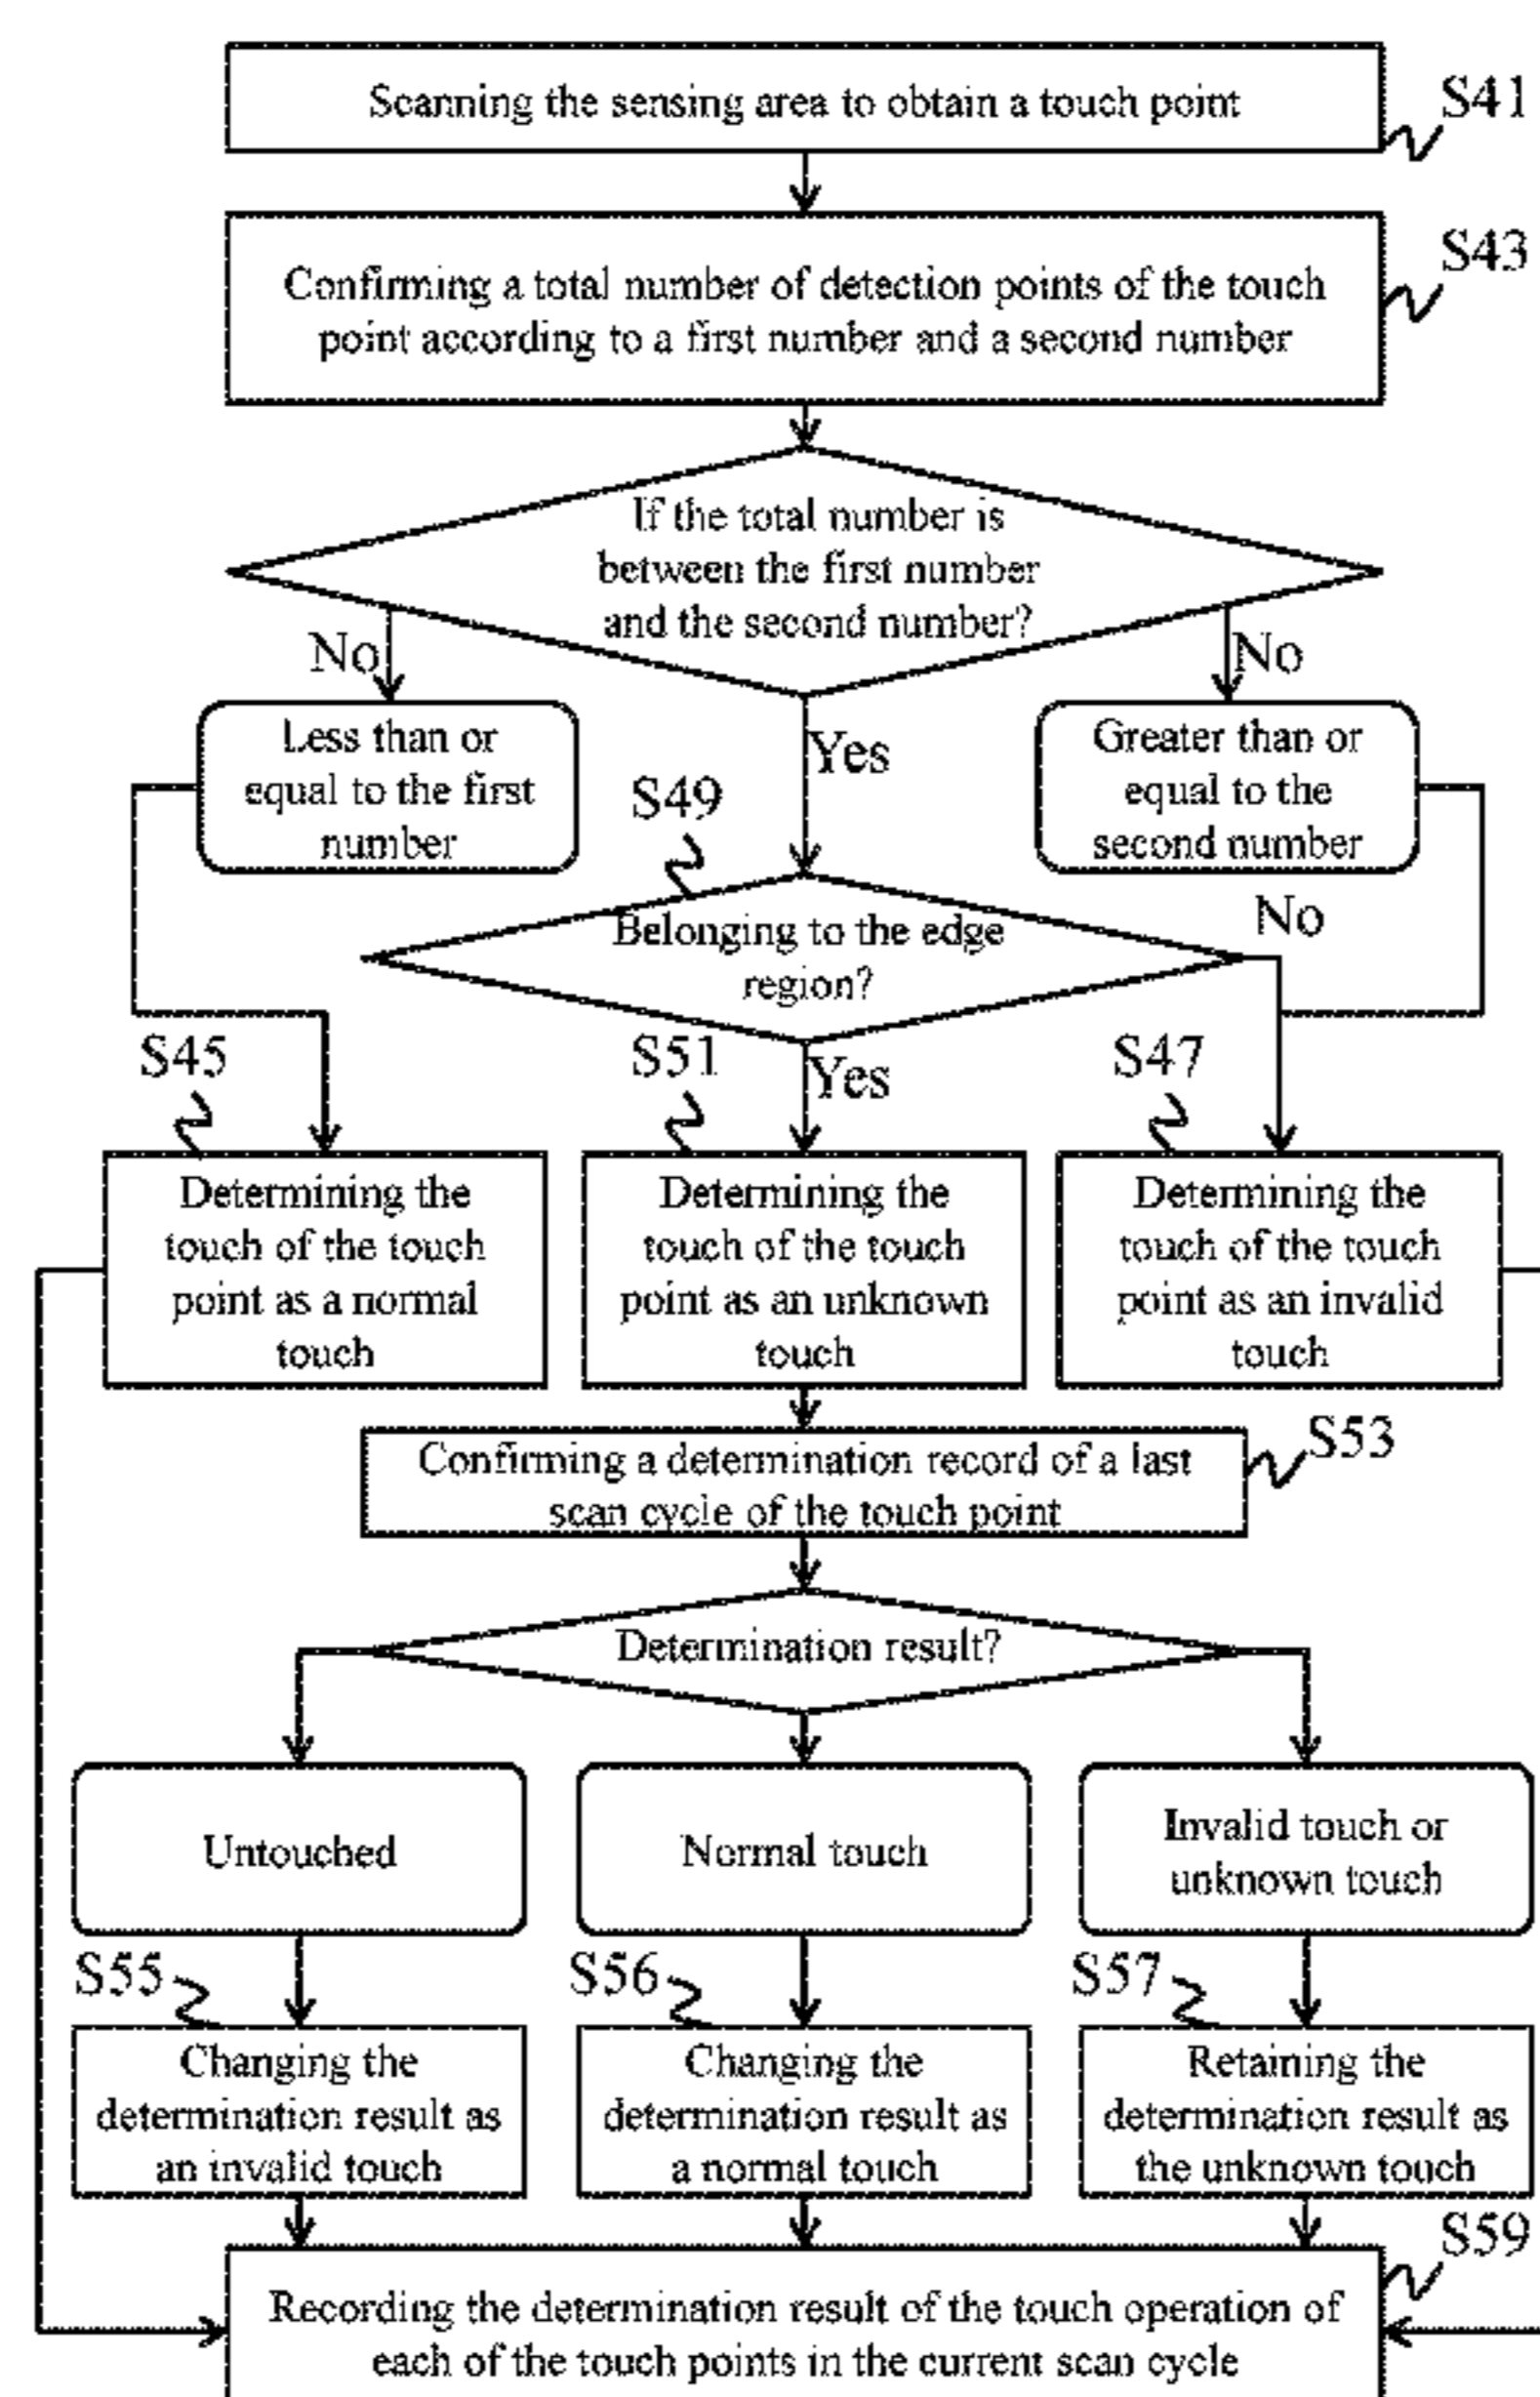 Scanning the sensing area to obtain a touch point
S41
Confirming a total number of detection points of the touch
point according to a first number and a second number
S43
If the total number is
between the first number
and the second number?
No
No
Yes
Less than or
equal to the first
number
Greater than or
equal to the
second number
S49
Belonging to the edge
region?
No
Yes
S45
S51
S47
Determining the
touch of the touch
point as a normal
touch
Determining the
touch of the touch
point as an unknown
touch
Determining the
touch of the touch
point as an invalid
touch
Confirming a determination record of a last
scan cycle of the touch point
S53
Determination result?
Untouched
Normal touch
Invalid touch or
unknown touch
S55
S56
S57
Changing the
determination result as
an invalid touch
Changing the
determination result as
a normal touch
Retaining the
determination result as
the unknown touch
S59
Recording the determination result of the touch operation of
each of the touch points in the current scan cycle